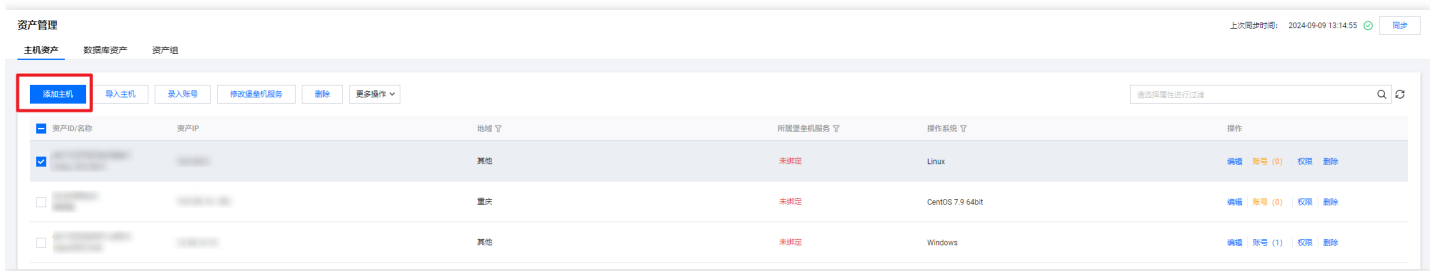 资产管理
上次同步时间: 2024-09-09 13:14:55 同步
主机资产 数据库资产 资产组
添加主机 导入主机 录入账号 修改堡垒机服务 删除 更多操作 请选择属性进行过滤
资产ID/名称 资产IP 地域 所属堡垒机服务 操作系统 操作
其他 未绑定 Linux 编辑 账号 (0) 权限 删除
重庆 未绑定 CentOS 7.9 64bit 编辑 账号 (0) 权限 删除
其他 未绑定 Windows 编辑 账号 (1) 权限 删除